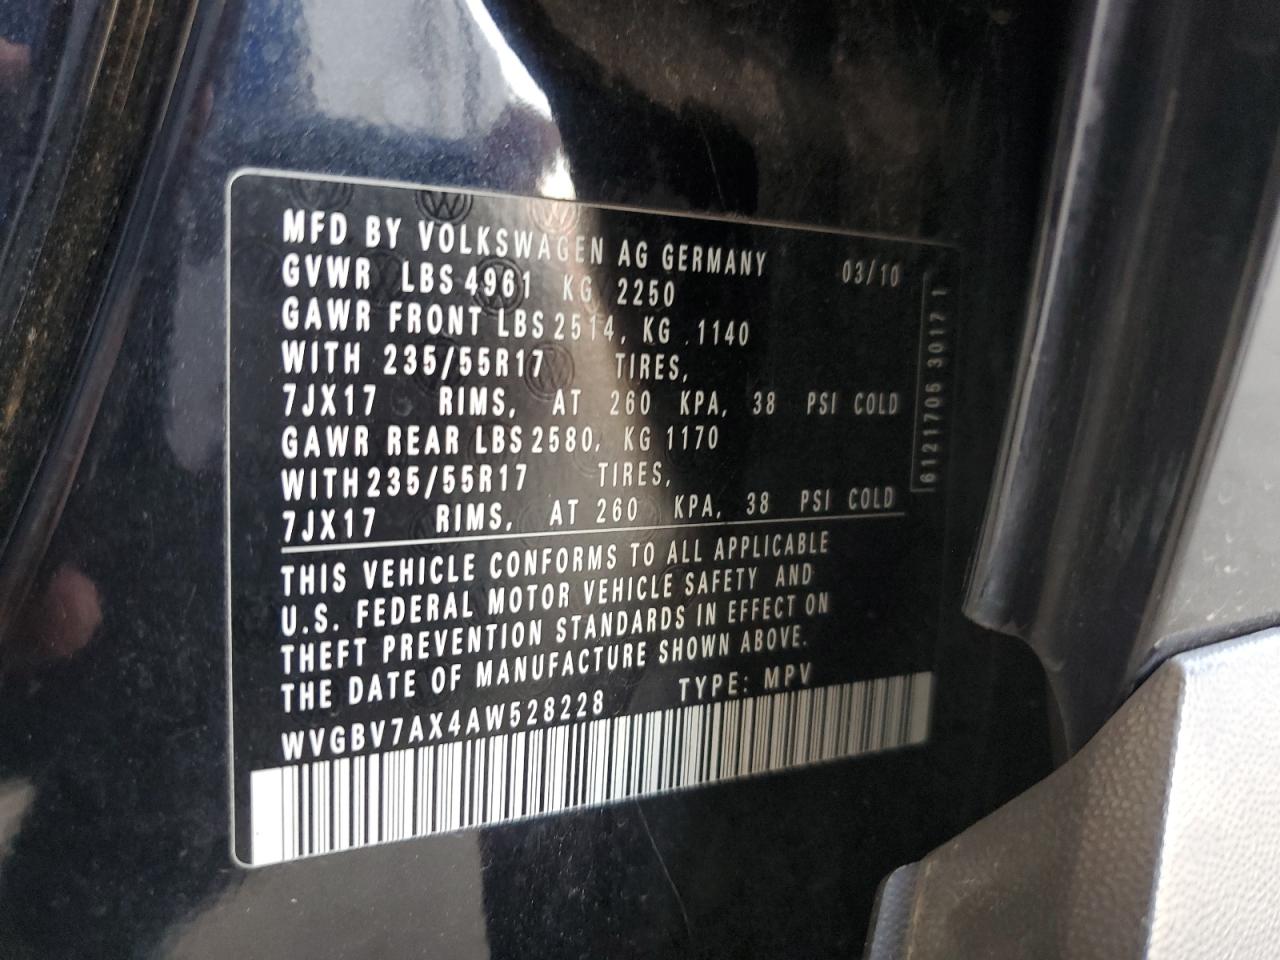 MFD BY VOLKSWAGEN AG GERMANY 03/10
GVWR LBS 4961 KG 2250
GAWR FRONT LBS 2514, KG 1140
WITH 235/55R17 TIRES,
7JX17 RIMS, AT 260 KPA, 38 PSI COLD
GAWR REAR LBS 2580, KG 1170
WITH 235/55R17 TIRES,
7JX17 RIMS, AT 260 KPA, 38 PSI COLD
THIS VEHICLE CONFORMS TO ALL APPLICABLE
U.S. FEDERAL MOTOR VEHICLE SAFETY AND
THEFT PREVENTION STANDARDS IN EFFECT ON
THE DATE OF MANUFACTURE SHOWN ABOVE.
WVGBV7AX4AW528228 TYPE: MPV
6121705 3017 1